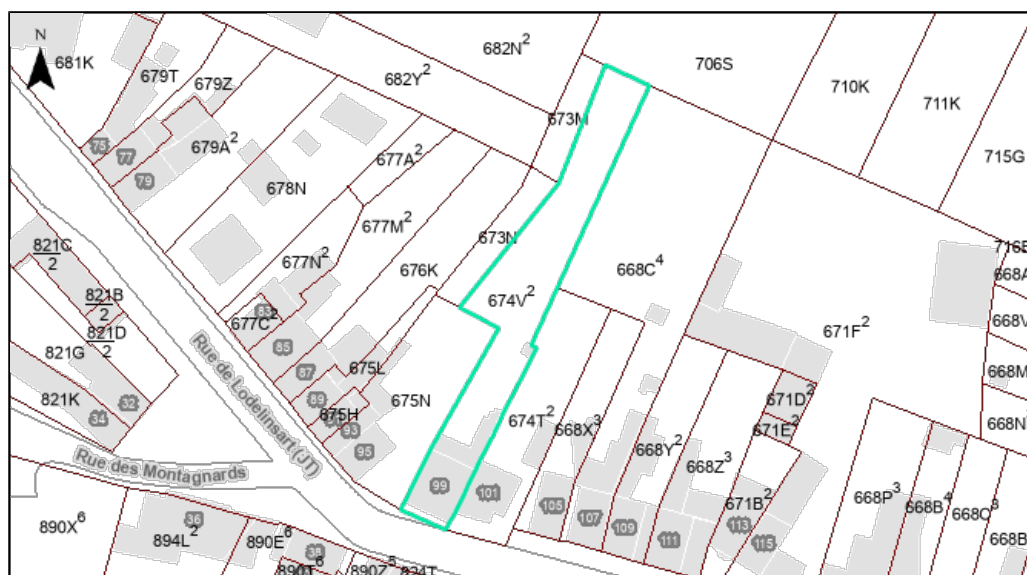 N
681K
679T
679Z
682Y²
682N²
706S
710K
711K
715G
75
77
79
679A²
678N
677A²
673M
677M²
673N
676K
677N²
677C²
83
85
87
89
93
95
675L
675H
675N
674V²
668C⁴
716E
668A
668V
668M
668N
671F²
671D²
671E²
821C
2
821B
2
821D
2
821G
821K
34
32
Rue de Lodelinsart (JT)
Rue des Montagnards
99
101
674T²
668X³
668Y²
668Z³
671B²
105
107
109
111
113
115
668P³
668B⁴
668C³
668B
890X⁶
894L²
36
890E⁶
38
890Z⁵
824T